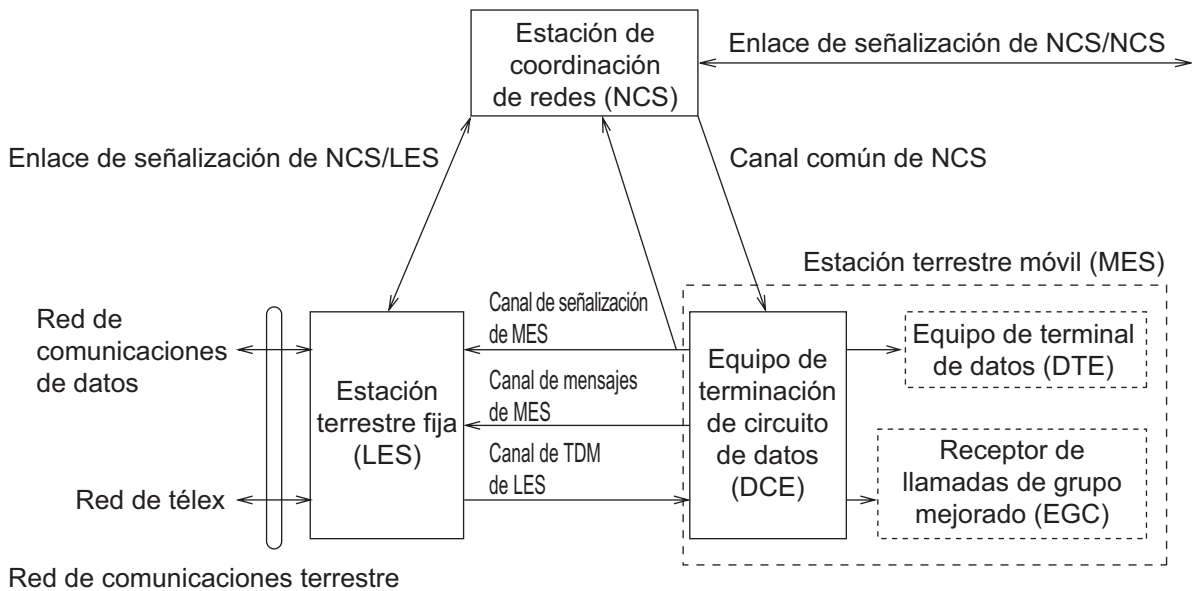 Estación de
coordinación
de redes (NCS)
Enlace de señalización de NCS/NCS
Enlace de señalización de NCS/LES
Canal común de NCS
Estación terrestre móvil (MES)
Red de
comunicaciones
de datos
Estación
terrestre fija
(LES)
Canal de señalización
de MES
Canal de mensajes
de MES
Canal de TDM
de LES
Equipo de
terminación
de circuito
de datos
(DCE)
Equipo de terminal
de datos (DTE)
Receptor de
llamadas de grupo
mejorado (EGC)
Red de télex
Red de comunicaciones terrestre